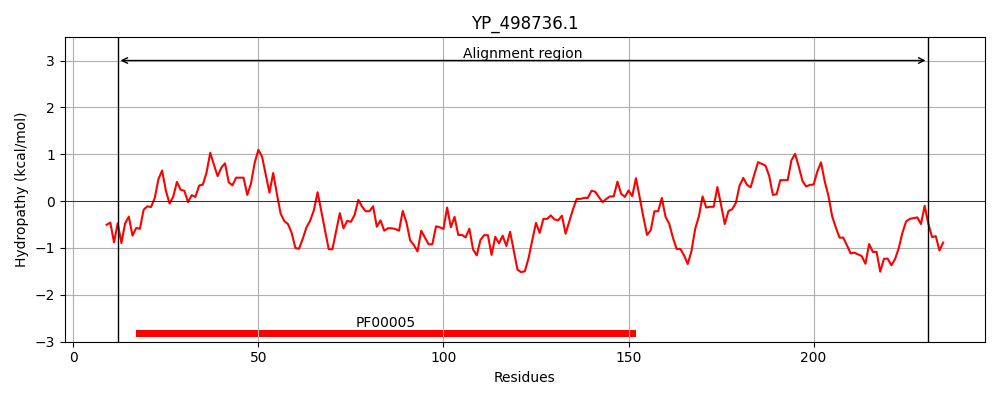 YP_498736.1
Alignment region
3
2
1
0
−1
−2
−3
Hydropathy (kcal/mol)
PF00005
0
50
100
150
200
Residues